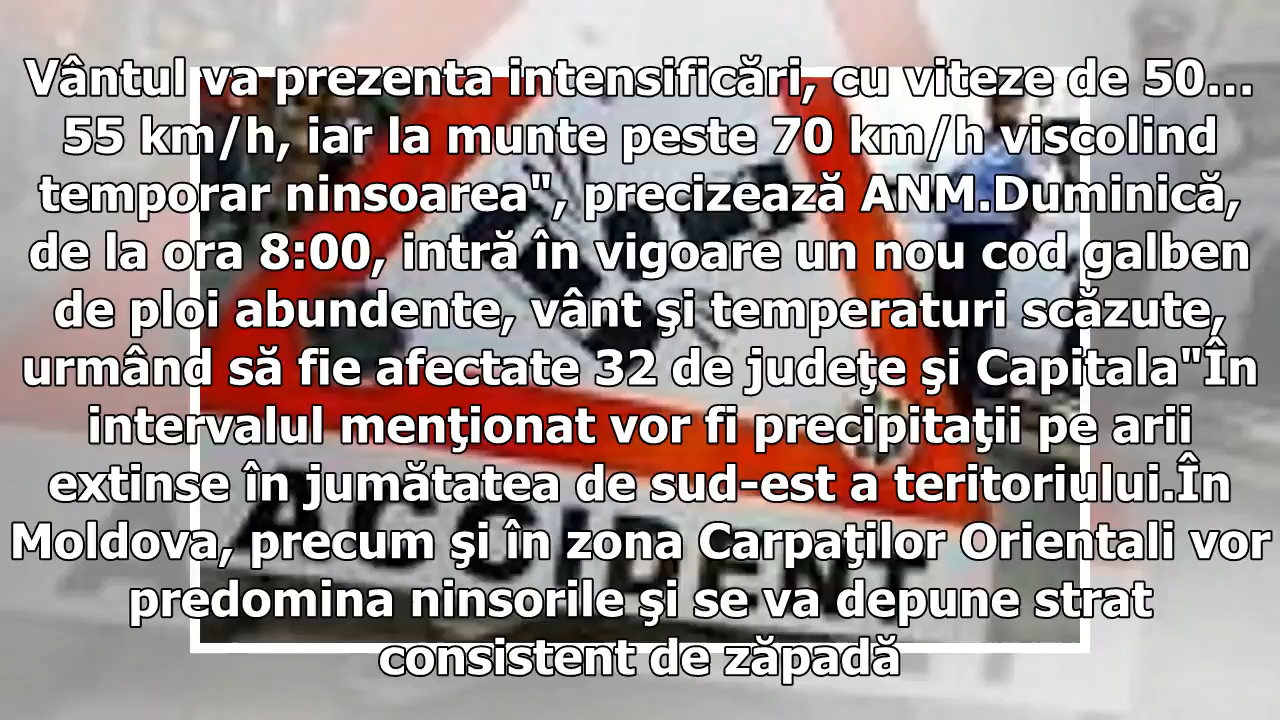 Vântul va prezenta intensificări, cu viteze de 50...
55 km/h, iar la munte peste 70 km/h viscolind
temporar ninsoarea", precizează ANM.Duminică,
de la ora 8:00, intră în vigoare un nou cod galben
de ploi abundente, vânt şi temperaturi scăzute,
urmând să fie afectate 32 de judeţe şi Capitala"În
intervalul menţionat vor fi precipitaţii pe arii
extinse în jumătatea de sud-est a teritoriului.În
Moldova, precum şi în zona Carpaţilor Orientali vor
predomina ninsorile şi se va depune strat
consistent de zăpadă
ACCIDENT